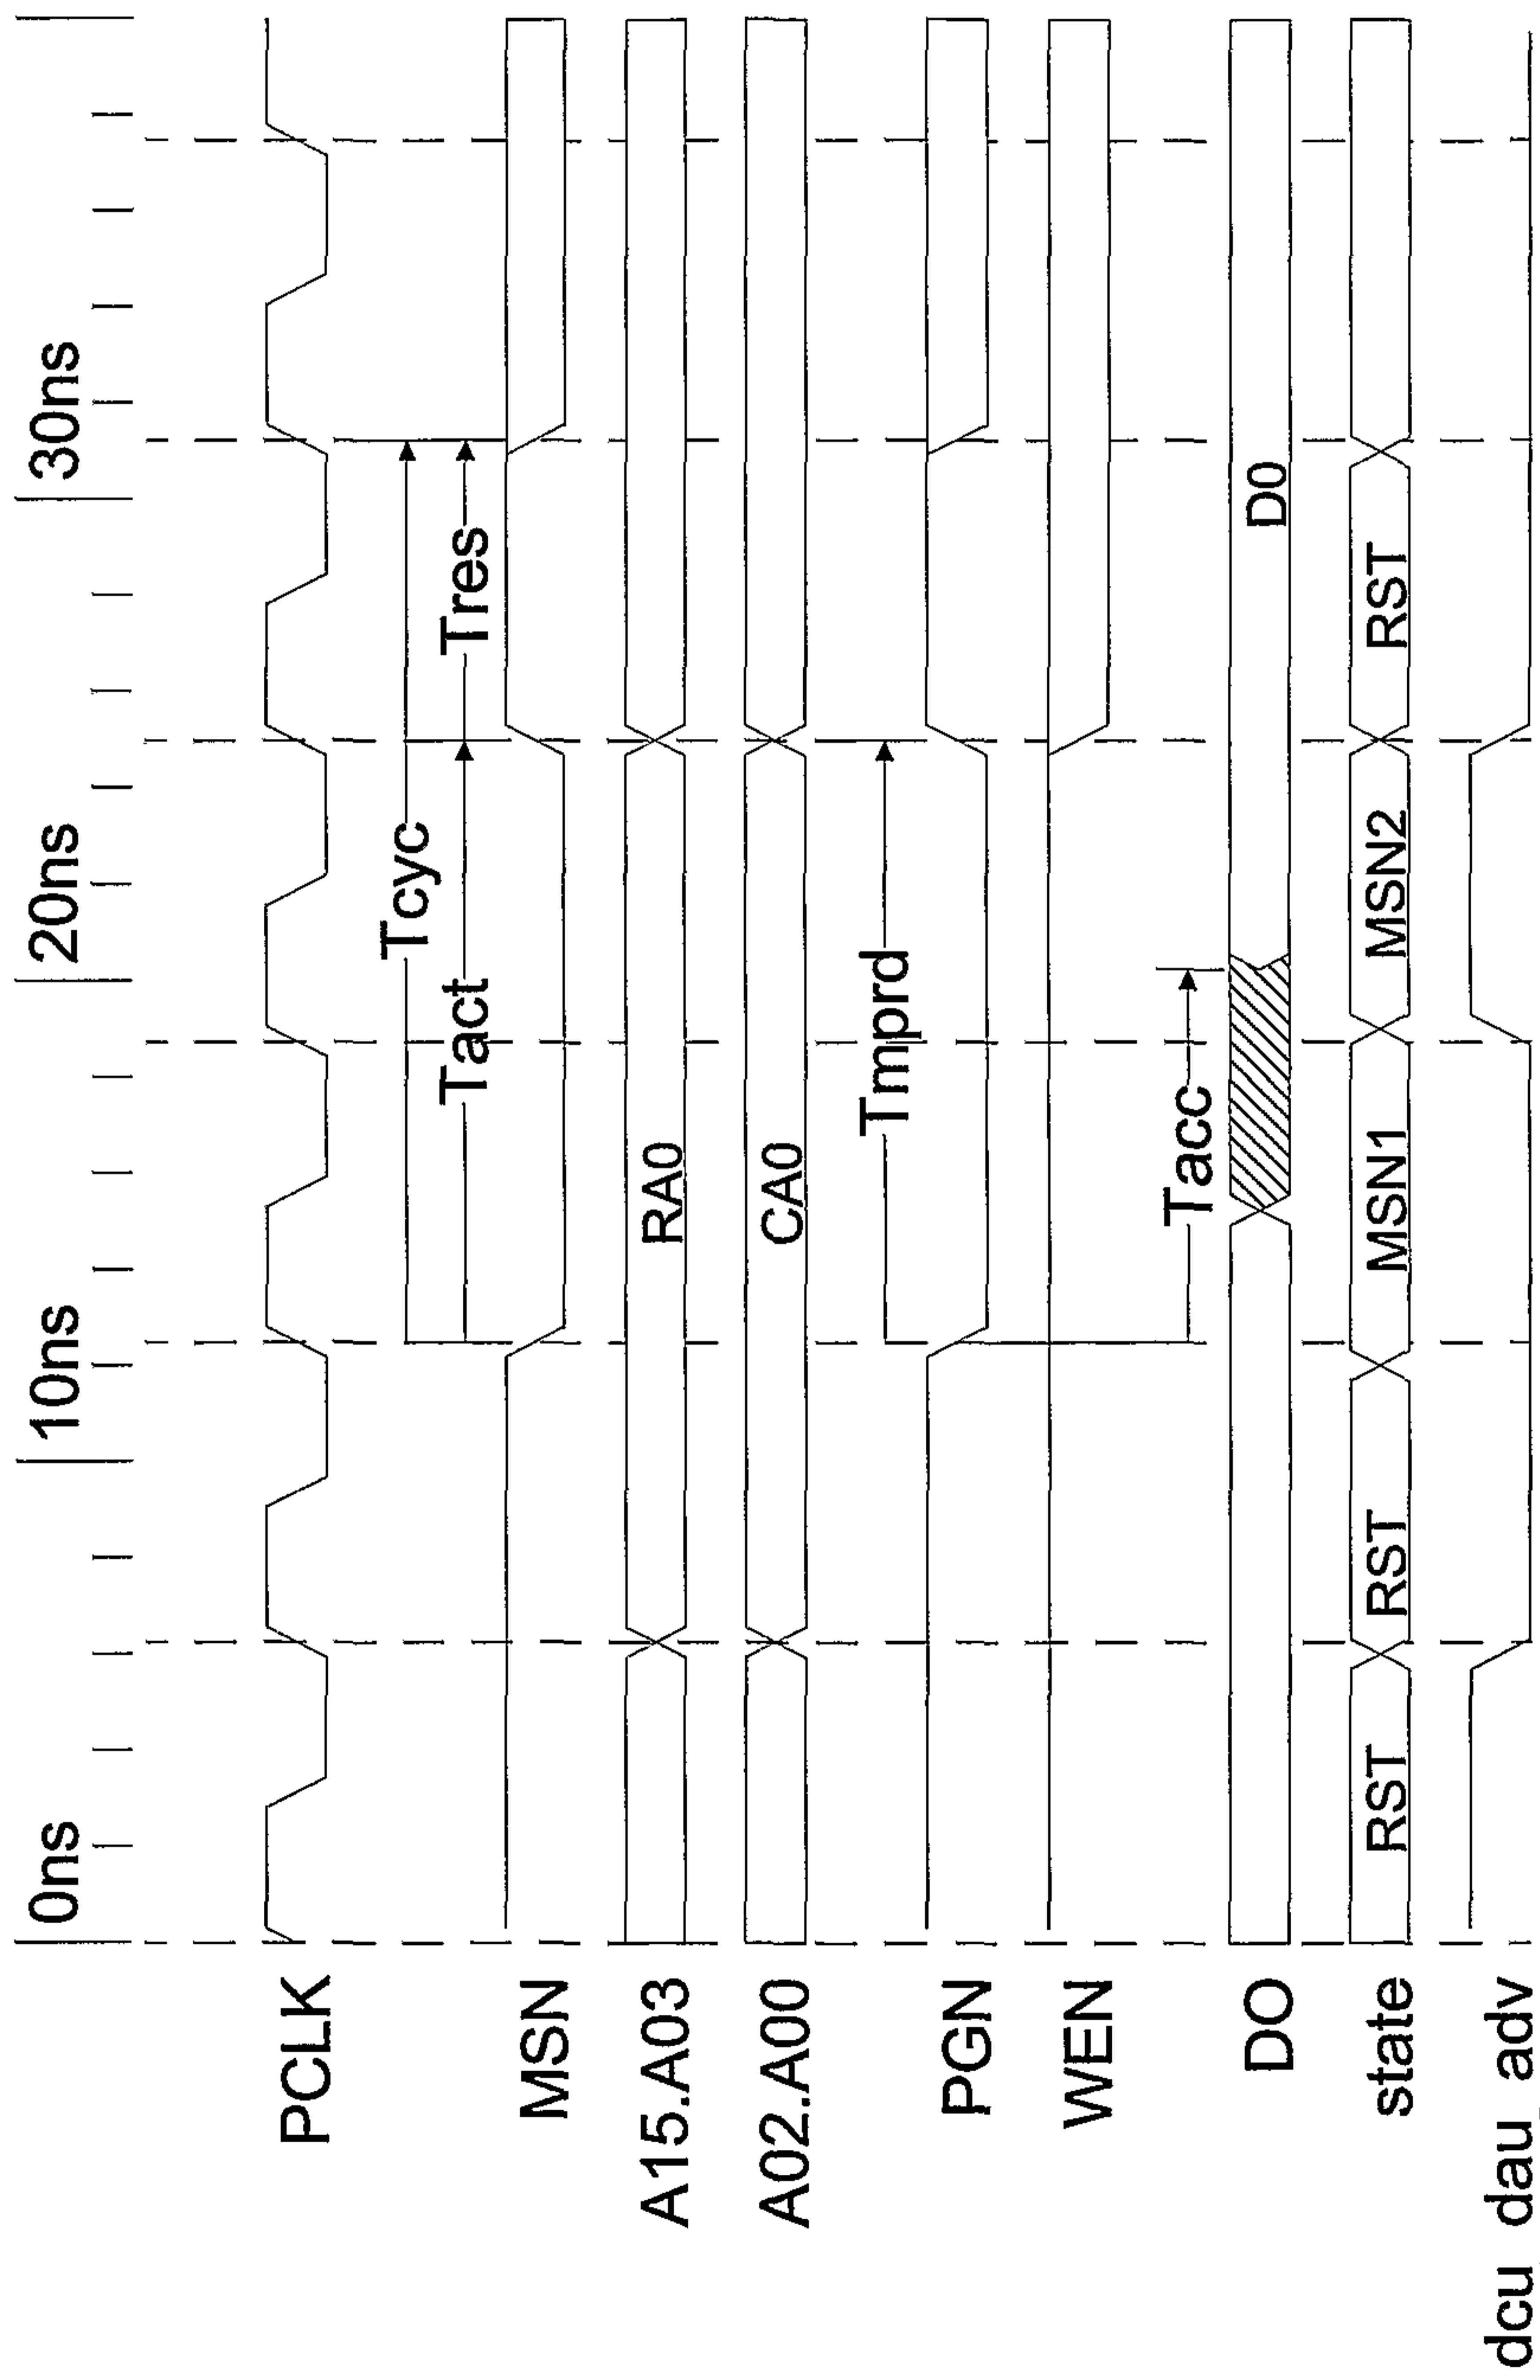 0ns 10ns 20ns 30ns
PCLK
Tcyc
Tact Tres
MSN
A15.A03 RA0
A02.A00 CA0
Tmprd
PGN
WEN
Tacc
DO D0
state RST RST MSN1 MSN2 RST
dcu_dau_adv